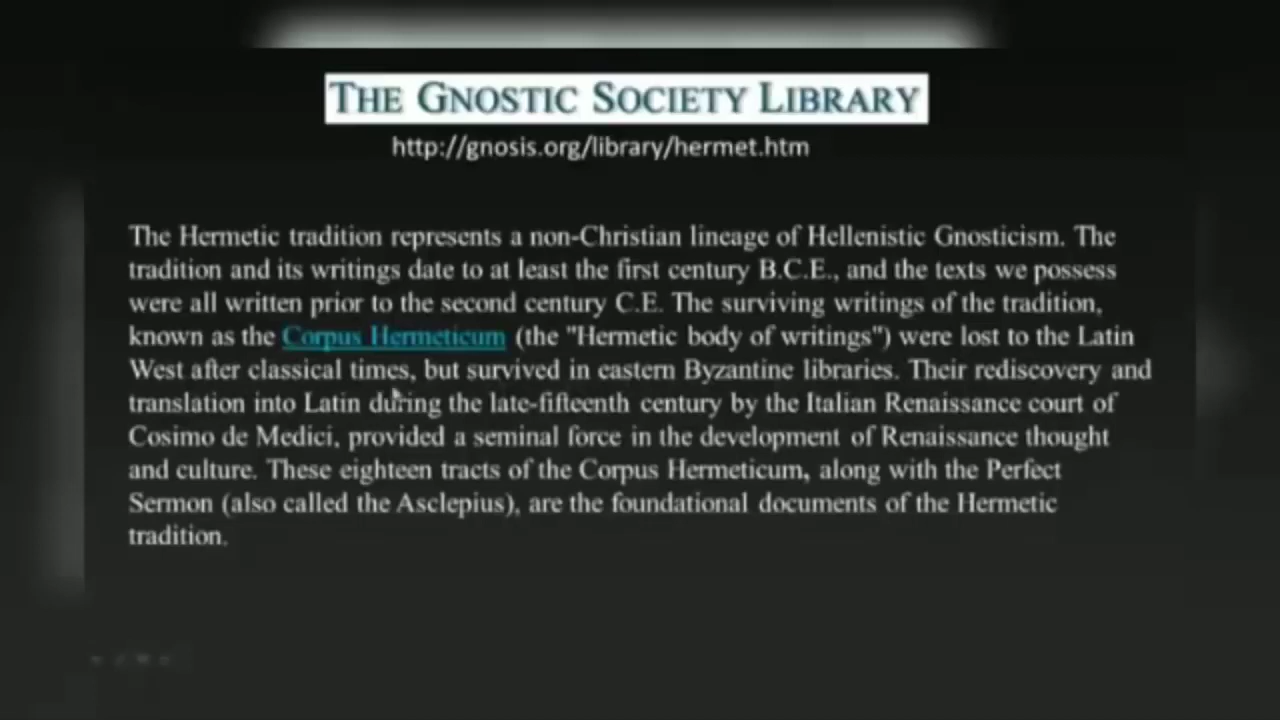 THE GNOSTIC SOCIETY LIBRARY
http://gnosis.org/library/hermet.htm
The Hermetic tradition represents a non-Christian lineage of Hellenistic Gnosticism. The
tradition and its writings date to at least the first century B.C.E., and the texts we possess
were all written prior to the second century C.E. The surviving writings of the tradition,
known as the Corpus Hermeticum (the "Hermetic body of writings") were lost to the Latin
West after classical times, but survived in eastern Byzantine libraries. Their rediscovery and
translation into Latin during the late-fifteenth century by the Italian Renaissance court of
Cosimo de Medici, provided a seminal force in the development of Renaissance thought
and culture. These eighteen tracts of the Corpus Hermeticum, along with the Perfect
Sermon (also called the Asclepius), are the foundational documents of the Hermetic
tradition.